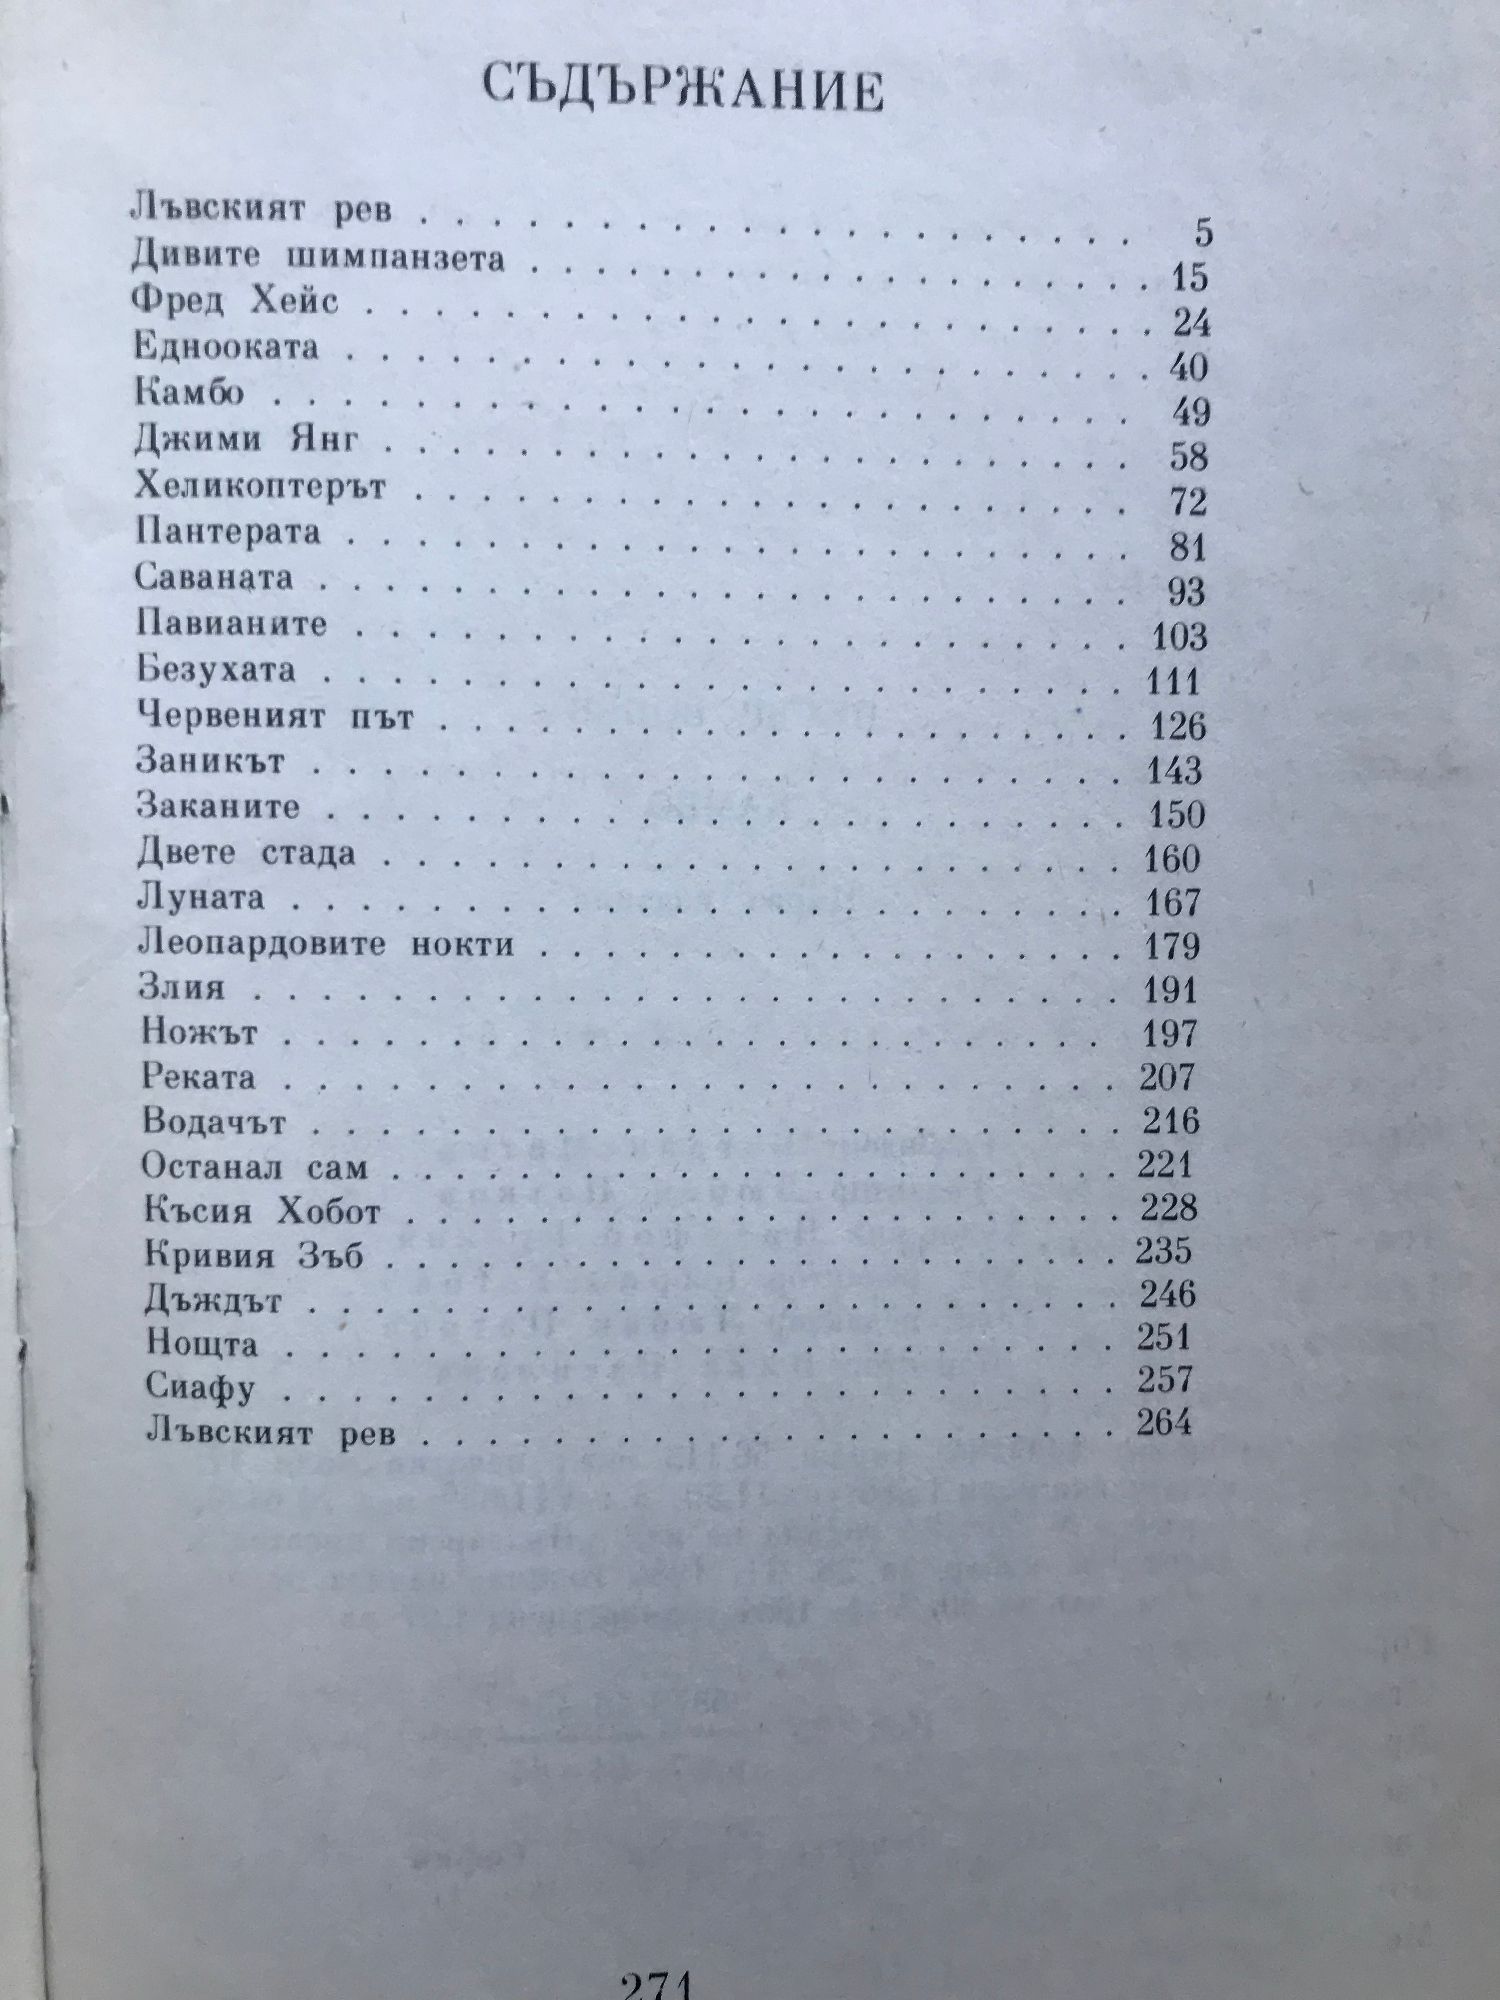 СЪДЪРЖАНИЕ
Лъвският рев . . . . . . . . . . . . . . . . . . . . . 5
Дивите шимпанзета . . . . . . . . . . . . . . . . . . 15
Фред Хейс . . . . . . . . . . . . . . . . . . . . . . . 24
Еднооката . . . . . . . . . . . . . . . . . . . . . . . 40
Камбо . . . . . . . . . . . . . . . . . . . . . . . . . 49
Джими Янг . . . . . . . . . . . . . . . . . . . . . . 58
Хеликоптерът . . . . . . . . . . . . . . . . . . . . . 72
Пантерата . . . . . . . . . . . . . . . . . . . . . . . 81
Саваната . . . . . . . . . . . . . . . . . . . . . . . . 93
Павианите . . . . . . . . . . . . . . . . . . . . . . . 103
Безухата . . . . . . . . . . . . . . . . . . . . . . . . 111
Червеният път . . . . . . . . . . . . . . . . . . . . 126
Заникът . . . . . . . . . . . . . . . . . . . . . . . . 143
Заканите . . . . . . . . . . . . . . . . . . . . . . . . 150
Двете стада . . . . . . . . . . . . . . . . . . . . . . 160
Луната . . . . . . . . . . . . . . . . . . . . . . . . . 167
Леопардовите нокти . . . . . . . . . . . . . . . . . . 179
Злия . . . . . . . . . . . . . . . . . . . . . . . . . . 191
Ножът . . . . . . . . . . . . . . . . . . . . . . . . . 197
Реката . . . . . . . . . . . . . . . . . . . . . . . . . 207
Водачът . . . . . . . . . . . . . . . . . . . . . . . . 216
Останал сам . . . . . . . . . . . . . . . . . . . . . . 221
Късия Хобот . . . . . . . . . . . . . . . . . . . . . 228
Кривия Зъб . . . . . . . . . . . . . . . . . . . . . . 235
Дъждът . . . . . . . . . . . . . . . . . . . . . . . . 246
Нощта . . . . . . . . . . . . . . . . . . . . . . . . . 251
Сиафу . . . . . . . . . . . . . . . . . . . . . . . . . 257
Лъвският рев . . . . . . . . . . . . . . . . . . . . . 264
271